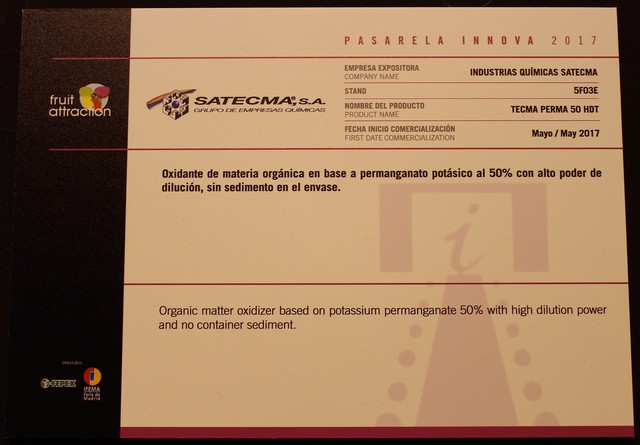 PASARELA INNOVA 2017
fruit attraction
SATECMA®, S.A.
GRUPO DE EMPRESAS QUÍMICAS
EMPRESA EXPOSITORA
COMPANY NAME
INDUSTRIAS QUÍMICAS SATECMA
STAND
5F03E
NOMBRE DEL PRODUCTO
PRODUCT NAME
TECMA PERMA 50 HDT
FECHA INICIO COMERCIALIZACIÓN
FIRST DATE COMMERCIALIZATION
Mayo / May 2017
Oxidante de materia orgánica en base a permanganato potásico al 50% con alto poder de
dilución, sin sedimento en el envase.
i
Organic matter oxidizer based on potassium permanganate 50% with high dilution power
and no container sediment.
ORGANIZA
FEPEX
IFEMA
Feria de
Madrid